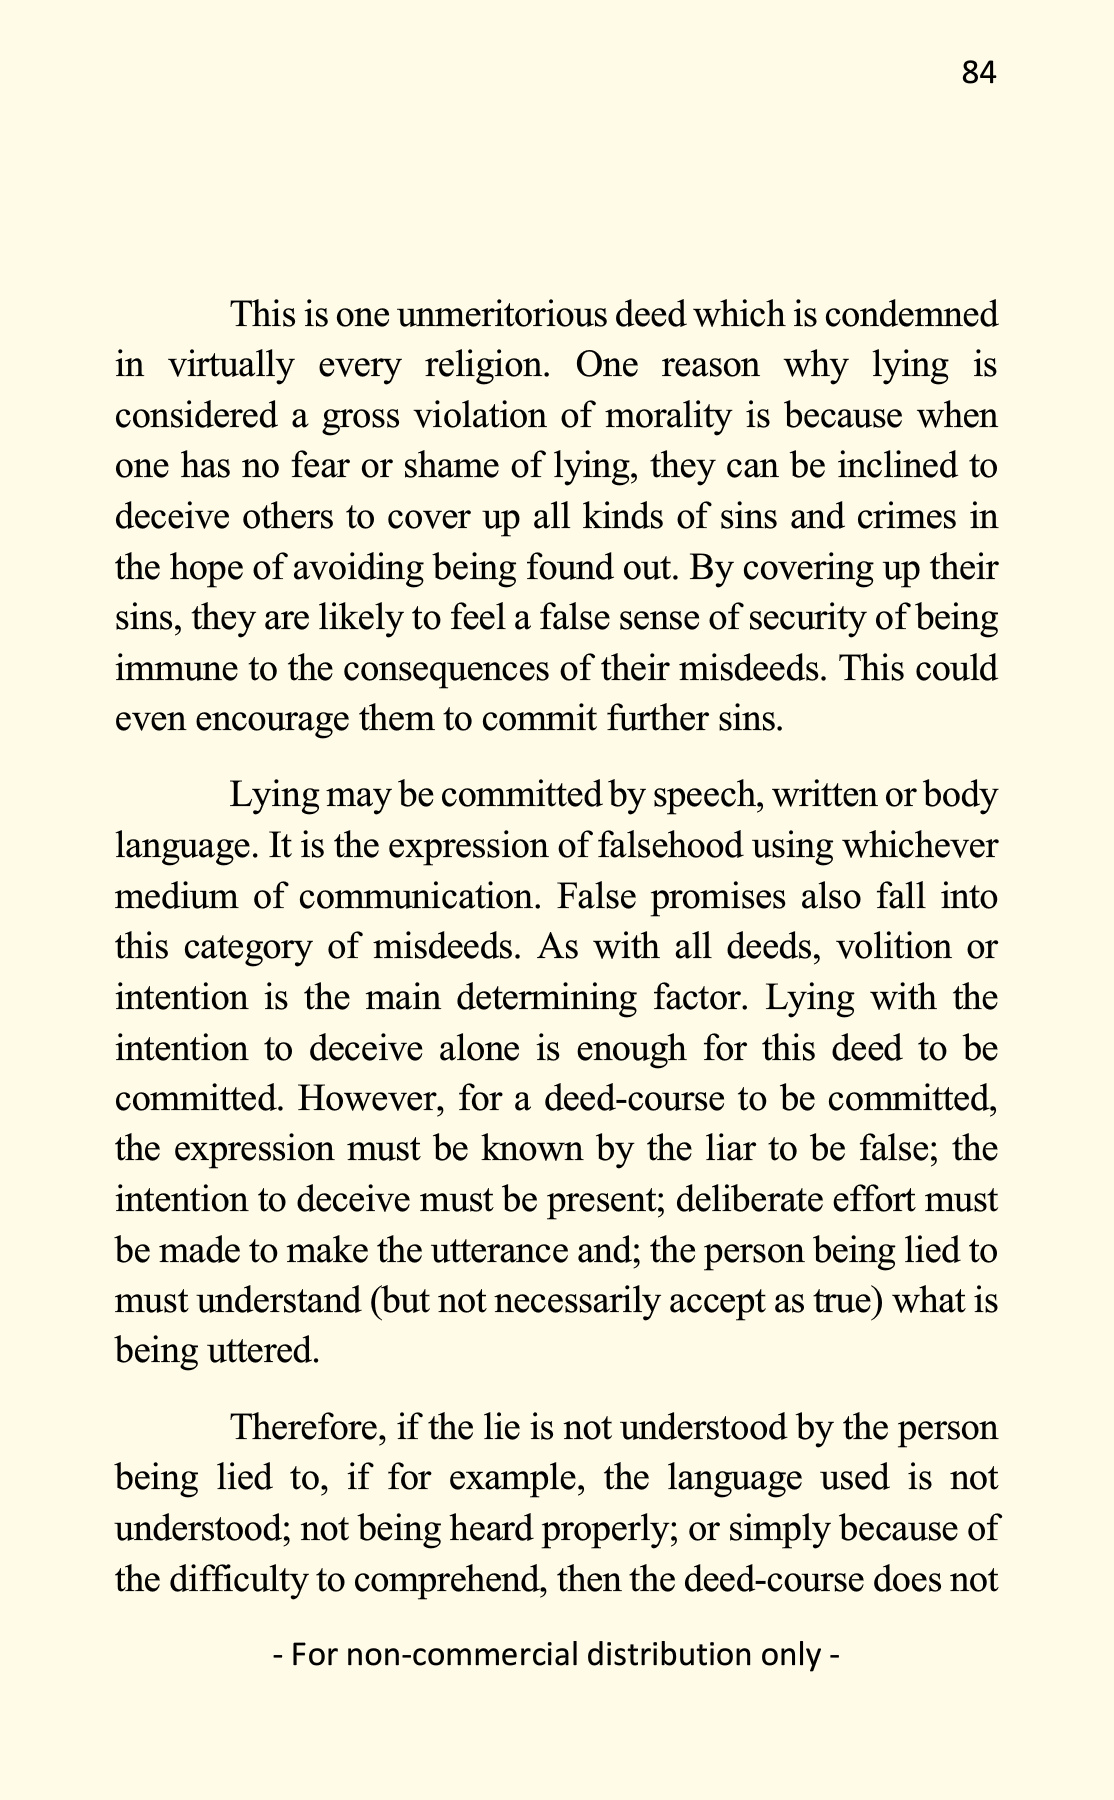 84
This is one unmeritorious deed which is condemned
in virtually every religion. One reason why lying is
considered a gross violation of morality is because when
one has no fear or shame of lying, they can be inclined to
deceive others to cover up all kinds of sins and crimes in
the hope of avoiding being found out. By covering up their
sins, they are likely to feel a false sense of security of being
immune to the consequences of their misdeeds. This could
even encourage them to commit further sins.
Lying may be committed by speech, written or body
language. It is the expression of falsehood using whichever
medium of communication. False promises also fall into
this category of misdeeds. As with all deeds, volition or
intention is the main determining factor. Lying with the
intention to deceive alone is enough for this deed to be
committed. However, for a deed-course to be committed,
the expression must be known by the liar to be false; the
intention to deceive must be present; deliberate effort must
be made to make the utterance and; the person being lied to
must understand (but not necessarily accept as true) what is
being uttered.
Therefore, if the lie is not understood by the person
being lied to, if for example, the language used is not
understood; not being heard properly; or simply because of
the difficulty to comprehend, then the deed-course does not
- For non-commercial distribution only -